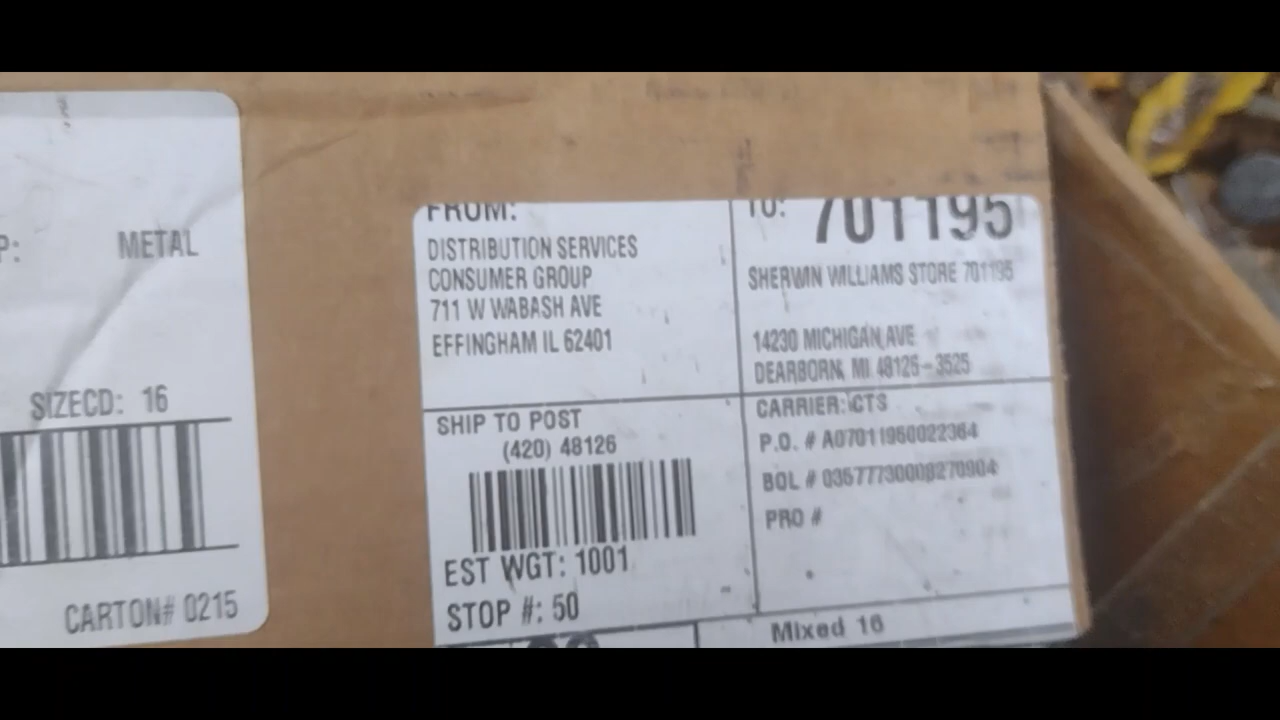 P: METAL
SIZECD: 16
CARTON# 0215
FROM:
DISTRIBUTION SERVICES
CONSUMER GROUP
711 W WABASH AVE
EFFINGHAM IL 62401
TO: 701195
SHERWIN WILLIAMS STORE 701195
14230 MICHIGAN AVE
DEARBORN, MI 48126-3525
SHIP TO POST
(420) 48126
EST WGT: 1001
STOP #: 50
CARRIER: CTS
P.O. # A07011950022364
BOL # 03577730008270904
PRO #
Mixed 16